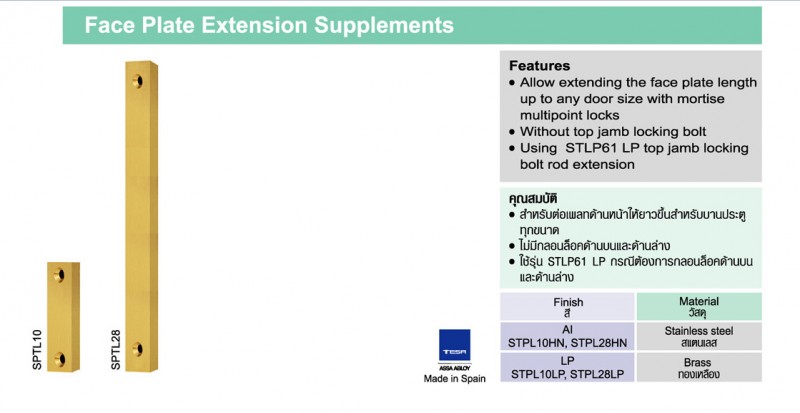 Face Plate Extension Supplements
Features
• Allow extending the face plate length
up to any door size with mortise
multipoint locks
• Without top jamb locking bolt
• Using STLP61 LP top jamb locking
bolt rod extension
คุณสมบัติ
• สำหรับต่อเพลทด้านหน้าให้ยาวขึ้นสำหรับบานประตู
ทุกขนาด
• ไม่มีกลอนล็อคด้านบนและด้านล่าง
• ใช้รุ่น STLP61 LP กรณีต้องการกลอนล็อคด้านบน
และด้านล่าง
SPTL10
SPTL28
TESA
ASSA ABLOY
Made in Spain
Finish
สี
Material
วัสดุ
AI
STPL10HN, STPL28HN
Stainless steel
สแตนเลส
LP
STPL10LP, STPL28LP
Brass
ทองเหลือง